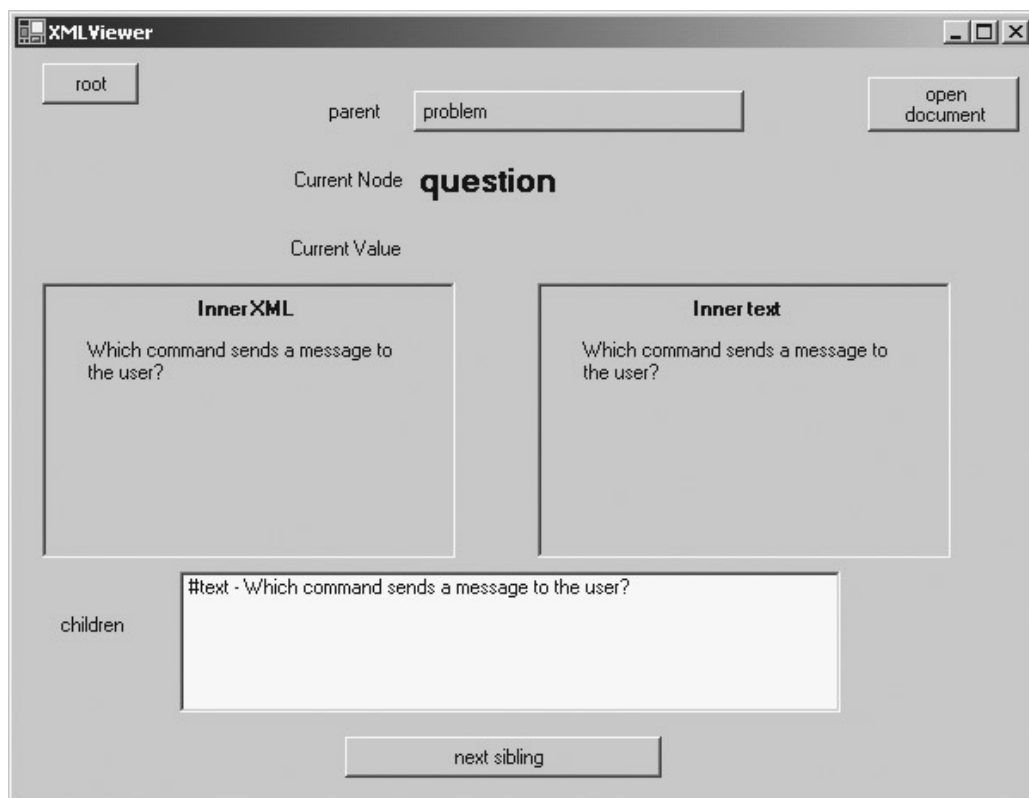 XMLViewer
root
parent
problem
open
document
Current Node
question
Current Value
InnerXML
Which command sends a message to
the user?
Inner text
Which command sends a message to
the user?
children
#text - Which command sends a message to the user?
next sibling